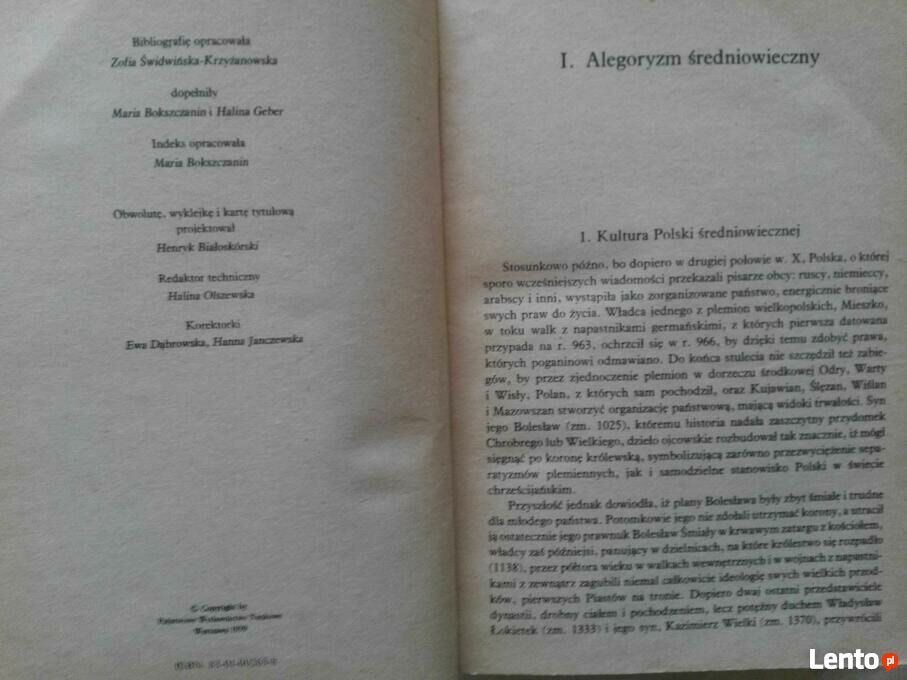 Bibliografię opracowała
Zofia Świdwińska-Krzyżanowska
dopełniły
Maria Bokszczanin i Halina Geber
Indeks opracowała
Maria Bokszczanin
Obwolutę, wyklejkę i kartę tytułową
projektował
Henryk Białoskórski
Redaktor techniczny
Halina Olszewska
Korektorki
Ewa Dąbrowska, Hanna Janczewska
© Copyright by
Państwowe Wydawnictwo Naukowe
Warszawa
I. Alegoryzm średniowieczny
1. Kultura Polski średniowiecznej
Stosunkowo późno, bo dopiero w drugiej połowie w. X, Polska, o której
sporo wcześniejszych wiadomości przekazali pisarze obcy: ruscy, niemieccy,
arabscy i inni, wystąpiła jako zorganizowane państwo, energicznie broniące
swych praw do życia. Władca jednego z plemion wielkopolskich, Mieszko,
w toku walk z napastnikami germańskimi, z których pierwsza datowana
przypada na r. 963, ochrzcił się w r. 966, by dzięki temu zdobyć prawa,
których poganinowi odmawiano. Do końca stulecia nie szczędził też zabie-
gów, by przez zjednoczenie plemion w dorzeczu środkowej Odry, Warty
i Wisły, Polan, z których sam pochodził, oraz Kujawian, Ślęzan, Wiślan
i Mazowszan stworzyć organizację państwową, mającą widoki trwałości. Syn
jego Bolesław (zm. 1025), któremu historia nadała zaszczytny przydomek
Chrobrego lub Wielkiego, dzieło ojcowskie rozbudował tak znacznie, iż mógł
sięgnąć po koronę królewską, symbolizującą zarówno przezwyciężenie sepa-
ratyzmów plemiennych, jak i samodzielne stanowisko Polski w świecie
chrześcijańskim.
Przyszłość jednak dowiodła, iż plany Bolesława były zbyt śmiałe i trudne
dla młodego państwa. Potomkowie jego nie zdołali utrzymać korony, a utracił
ją ostatecznie jego prawnuk Bolesław Śmiały w krwawym zatargu z kościołem,
władcy zaś późniejsi, panujący w dzielnicach, na które królestwo się rozpadło
(1138), przez półtora wieku w walkach wewnętrznych i w wojnach z napastni-
kami z zewnątrz zagubili niemal całkowicie ideologię swych wielkich przod-
ków, pierwszych Piastów na tronie. Dopiero dwaj ostatni przedstawiciele
dynastii, drobny ciałem i pochodzeniem, lecz potężny duchem Władysław
Łokietek (zm. 1333) i jego syn, Kazimierz Wielki (zm. 1370), przywrócili
Lento.pl